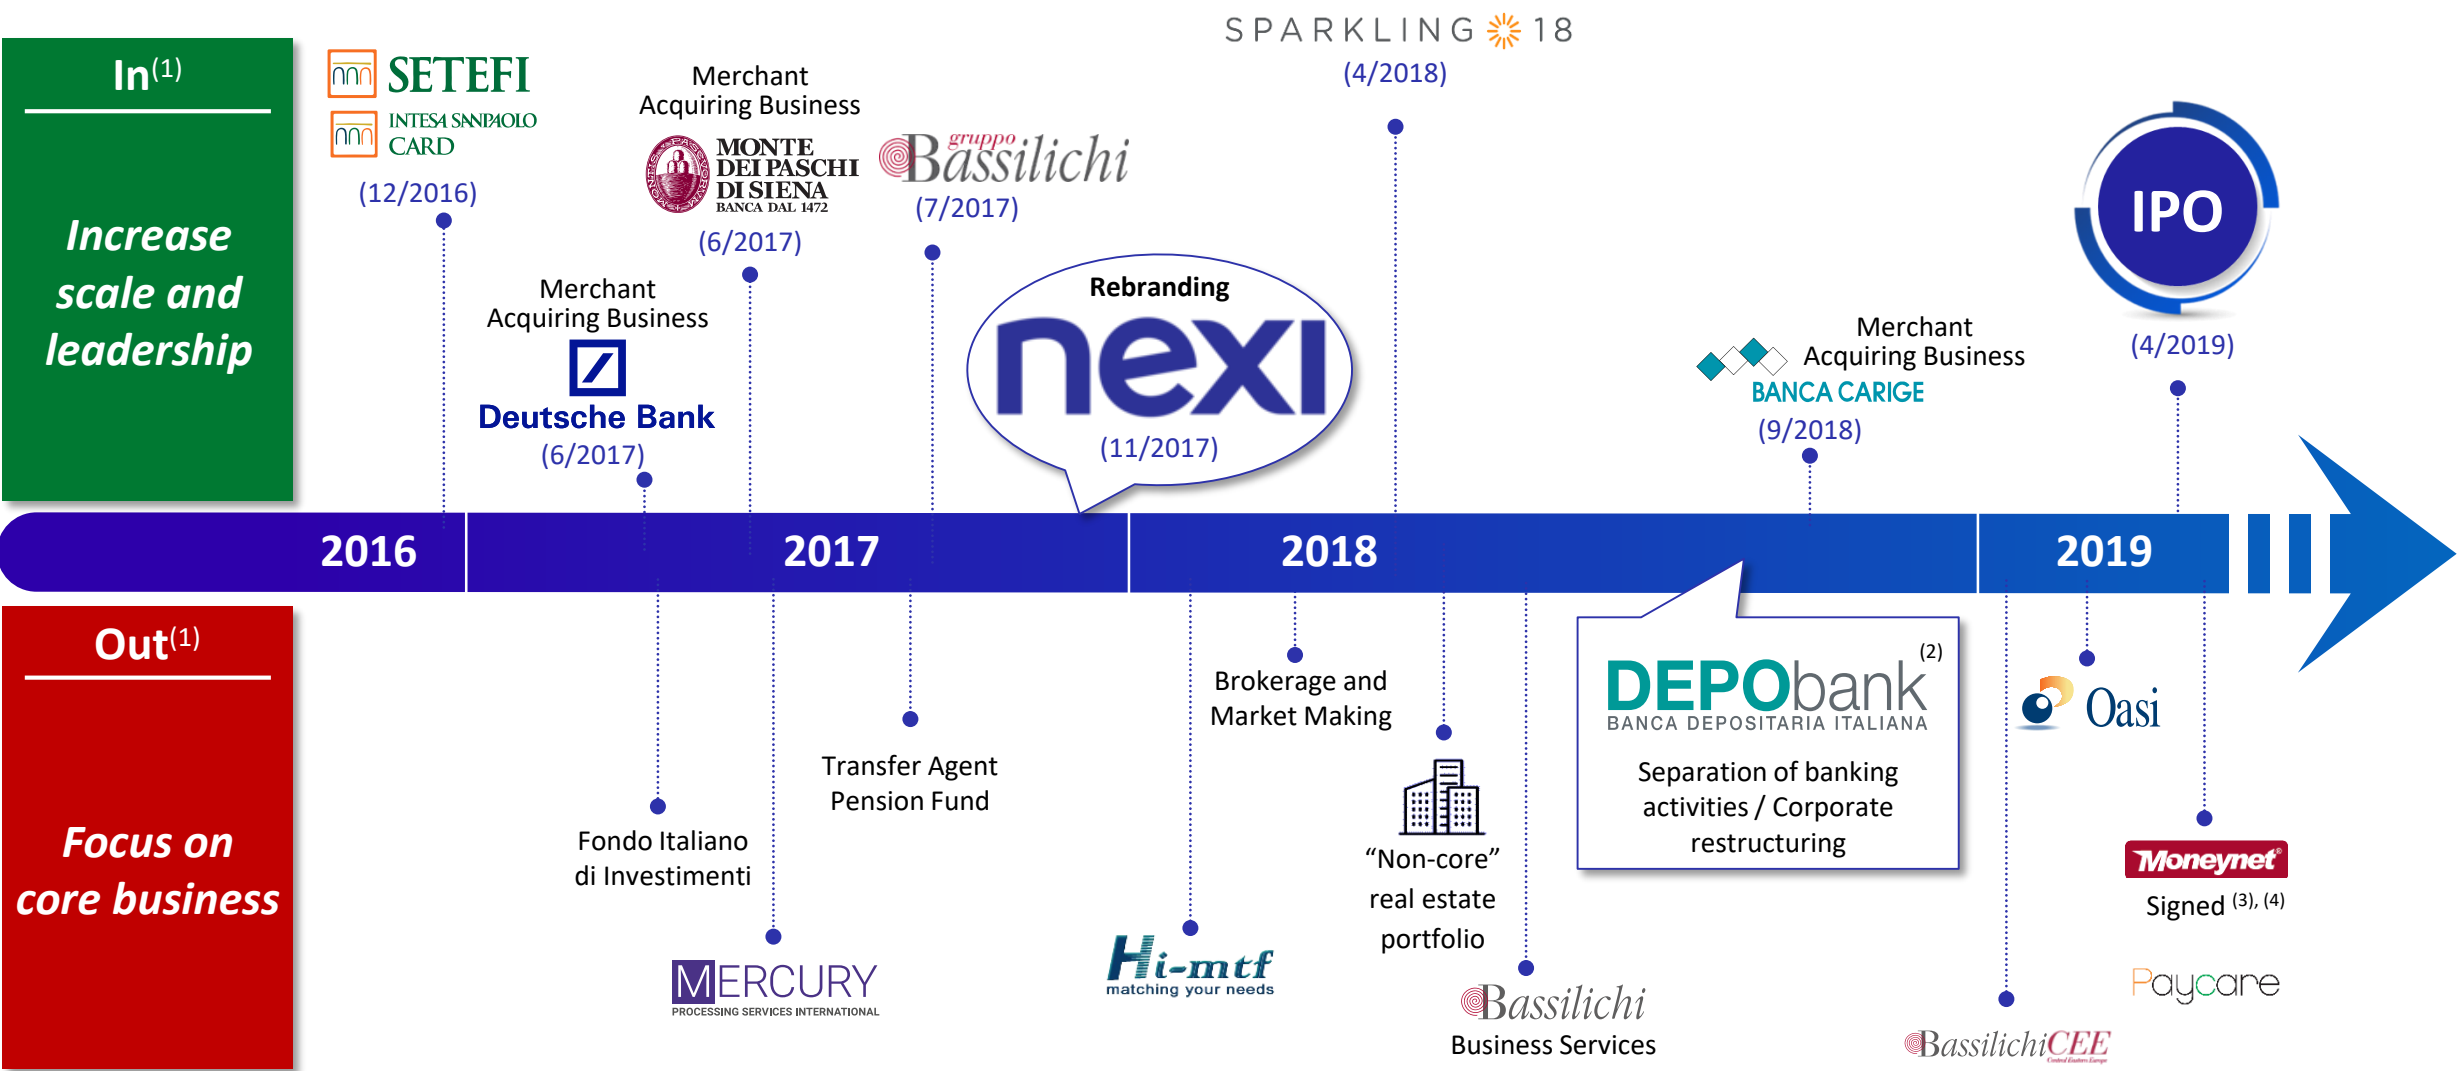 In(1)
Increase
scale and
leadership
SETEFI
INTESA SANPAOLO
CARD
(12/2016)
Merchant
Acquiring Business
Deutsche Bank
(6/2017)
Merchant
Acquiring Business
MONTE
DEI PASCHI
DI SIENA
BANCA DAL 1472
(6/2017)
gruppo
Bassilichi
(7/2017)
Rebranding
nexi
(11/2017)
SPARKLING 18
(4/2018)
Merchant
Acquiring Business
BANCA CARIGE
(9/2018)
IPO
(4/2019)
2016
2017
2018
2019
Out(1)
Focus on
core business
Fondo Italiano
di Investimenti
MERCURY
PROCESSING SERVICES INTERNATIONAL
Transfer Agent
Pension Fund
Hi-mtf
matching your needs
Brokerage and
Market Making
“Non-core”
real estate
portfolio
Bassilichi
Business Services
DEPObank (2)
BANCA DEPOSITARIA ITALIANA
Separation of banking
activities / Corporate
restructuring
BassilichiCEE
Central Eastern Europe
Oasi
Moneynet
Signed (3), (4)
Paycare